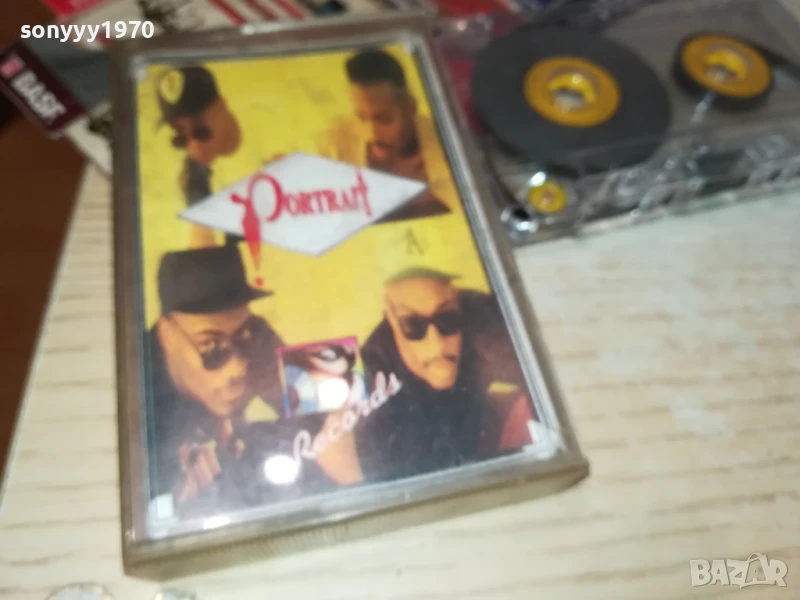 sonyyy1970
BASF
PORTRAIT
A
Records
BAZAR